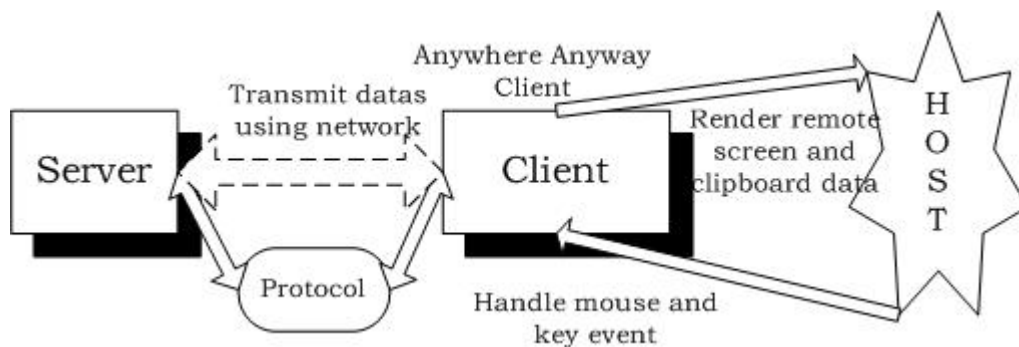 Server
Transmit datas
using network
Protocol
Anywhere Anyway
Client
Client
Render remote
screen and
clipboard data
Handle mouse and
key event
H
O
S
T